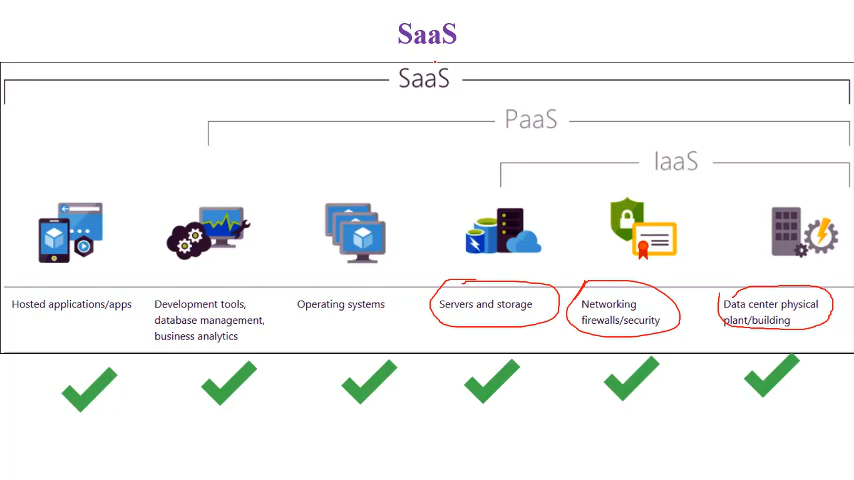 SaaS
SaaS
PaaS
IaaS
Hosted applications/apps
Development tools,
database management,
business analytics
Operating systems
Servers and storage
Networking
firewalls/security
Data center physical
plant/building